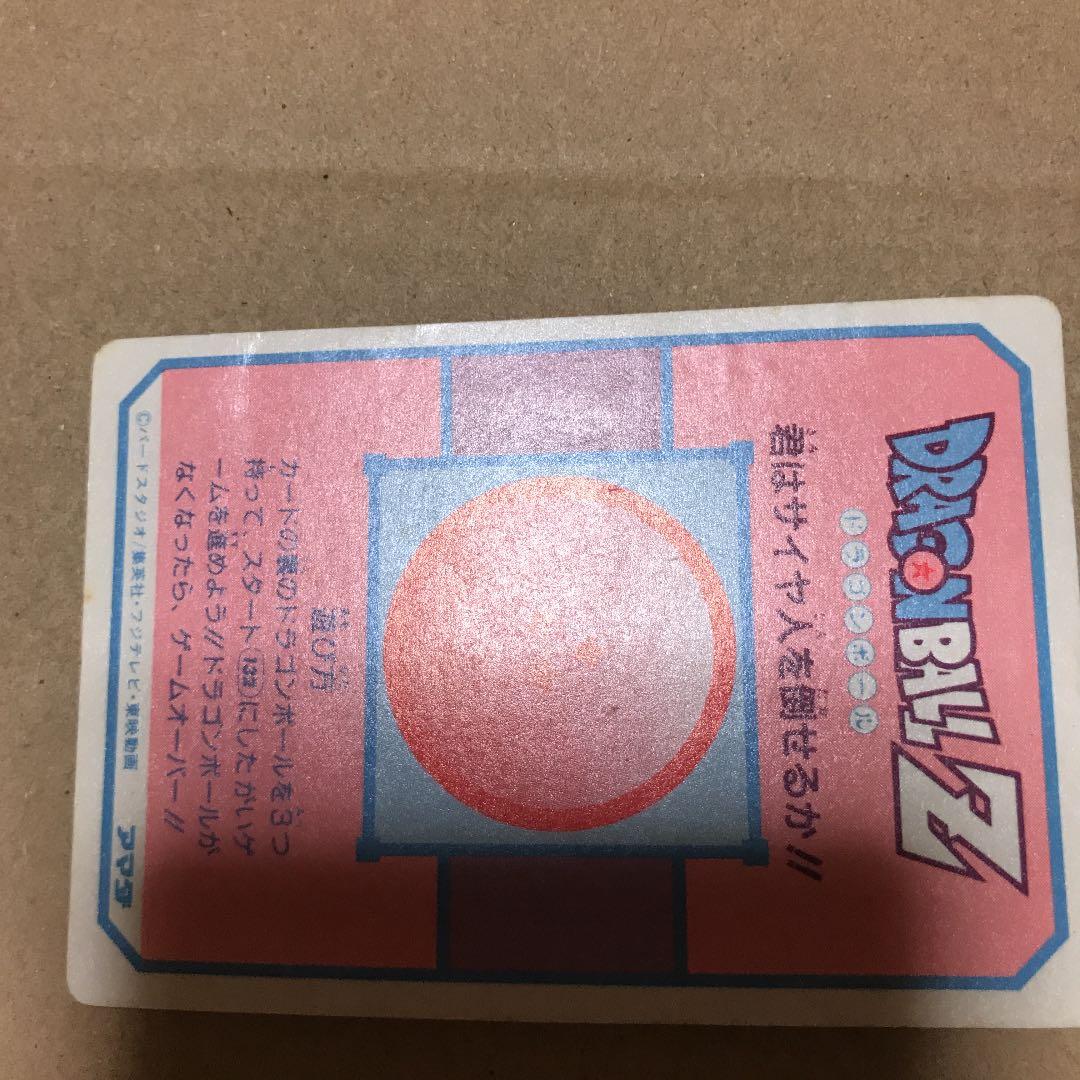 DRAGONBALL Z
ドラゴンボール
君はサイヤ人を倒せるか!!
遊び方
カードの裏のドラゴンボールを3つ
持って、スタート にしたがいゲ
ームを進めよう!!ドラゴンボールが
なくなったら、ゲームオーバー!!
©バードスタジオ/集英社・フジテレビ・東映動画
アマダ